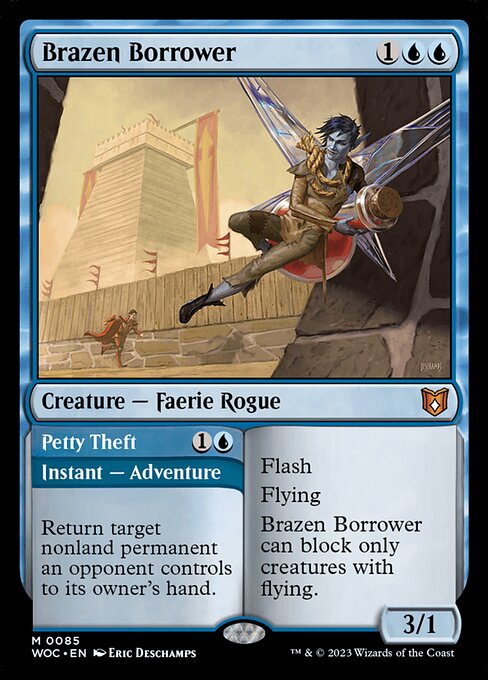 Brazen Borrower 1
Creature — Faerie Rogue
Petty Theft 1
Instant — Adventure
Return target
nonland permanent
an opponent controls
to its owner's hand.
Flash
Flying
Brazen Borrower
can block only
creatures with
flying.
3/1
M 0085
WOC • EN Eric Deschamps
™ & © 2023 Wizards of the Coast